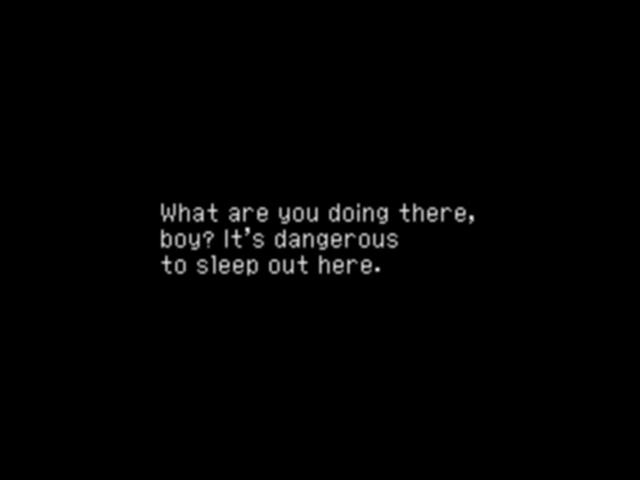 What are you doing there,
boy? It's dangerous
to sleep out here.